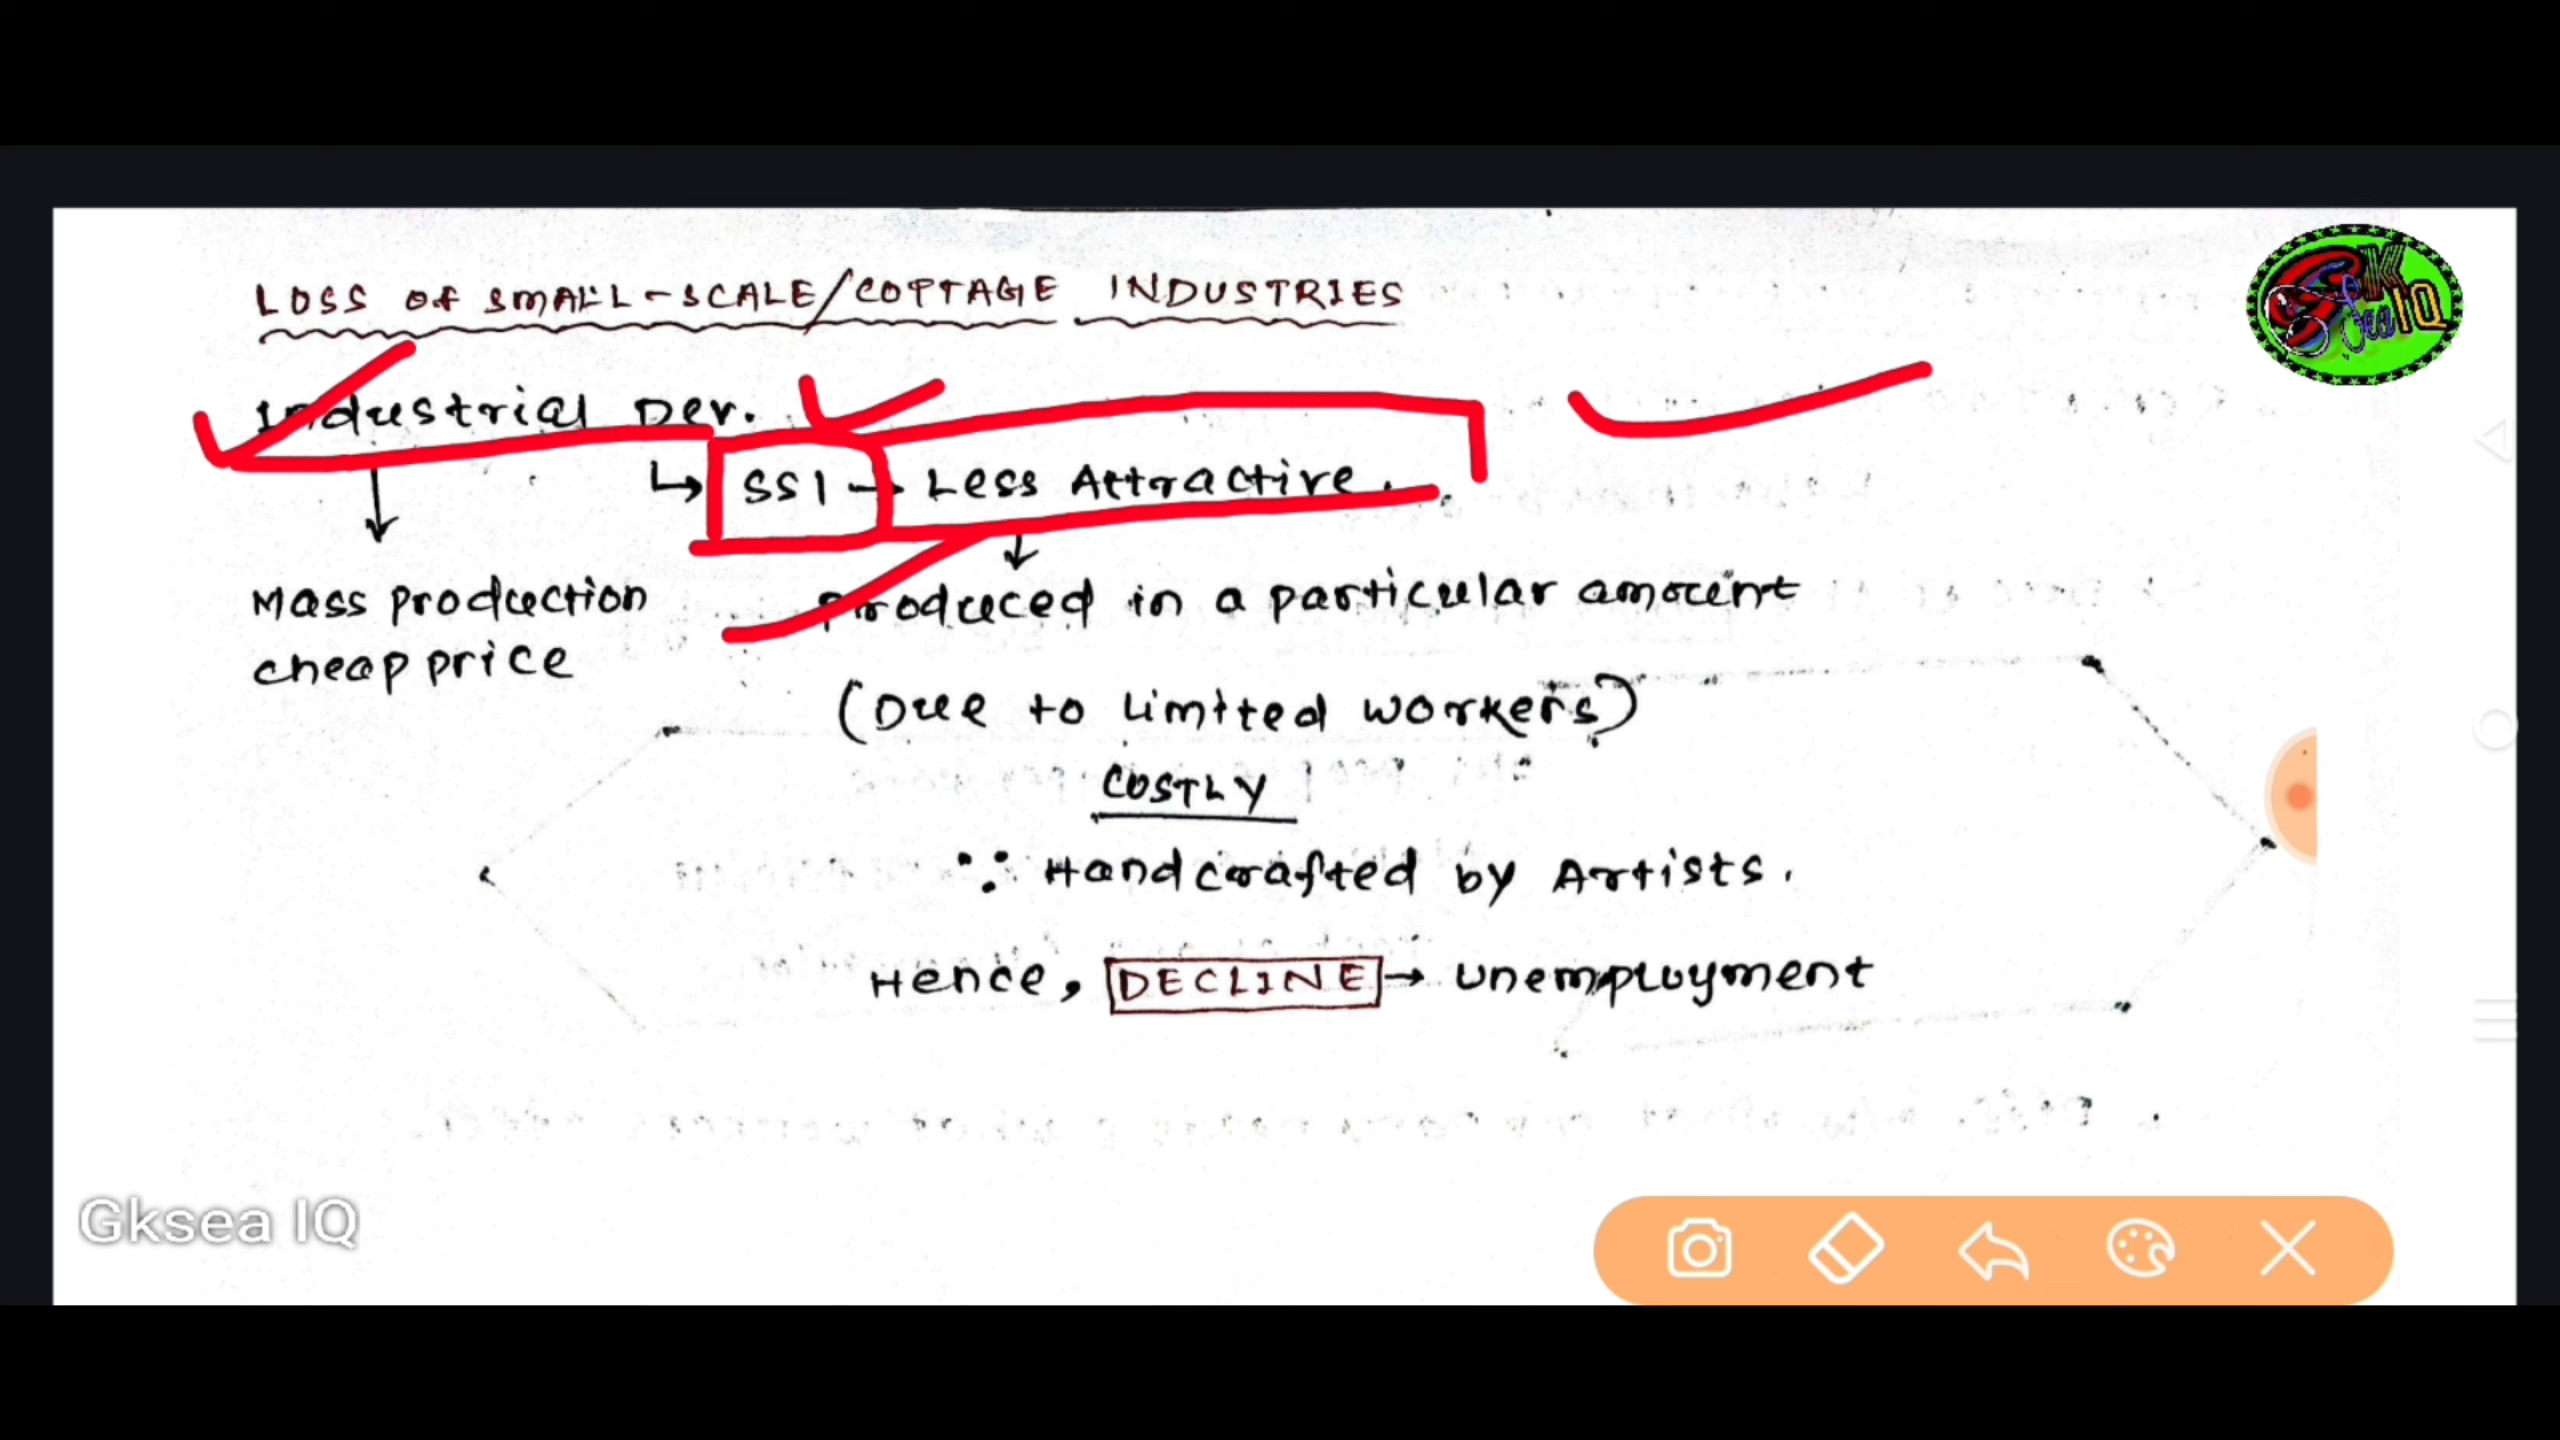 LOSS OF SMALL-SCALE/COPTAGE INDUSTRIES
Industrial Dev.
↳ SSI → Less Attractive.
Mass production
cheap price
produced in a particular amount
(Due to limited workers)
COSTLY
∵ Handcrafted by Artists.
Hence, DECLINE → unemployment
Gksea IQ